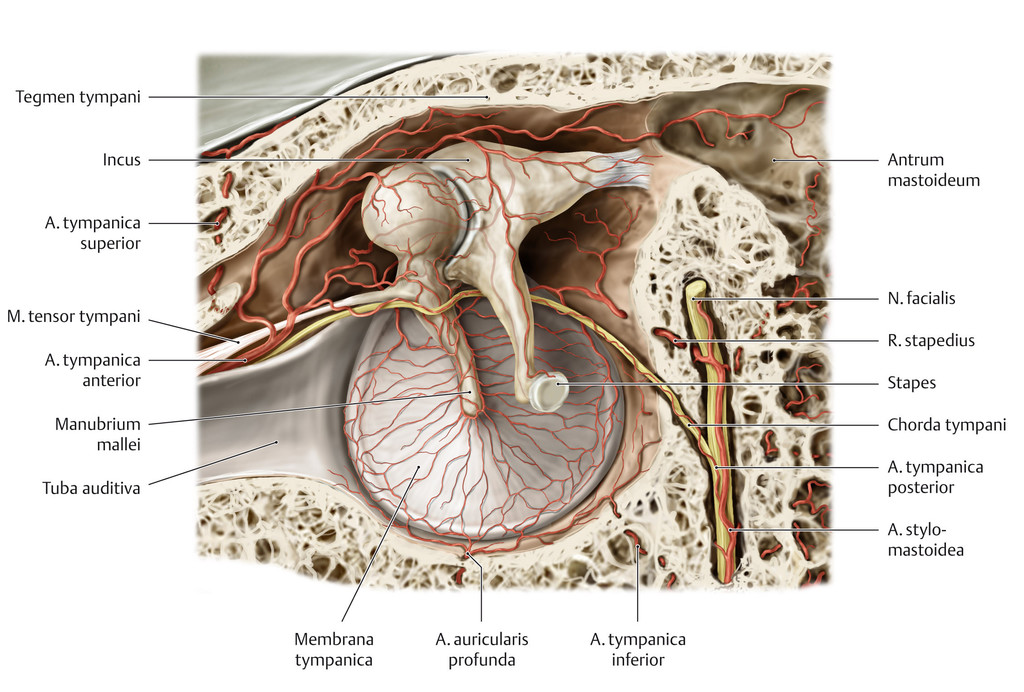 Tegmen tympani
Incus
A. tympanica
superior
M. tensor tympani
A. tympanica
anterior
Manubrium
mallei
Tuba auditiva
Membrana
tympanica
A. auricularis
profunda
A. tympanica
inferior
Antrum
mastoideum
N. facialis
R. stapedius
Stapes
Chorda tympani
A. tympanica
posterior
A. stylo-
mastoidea